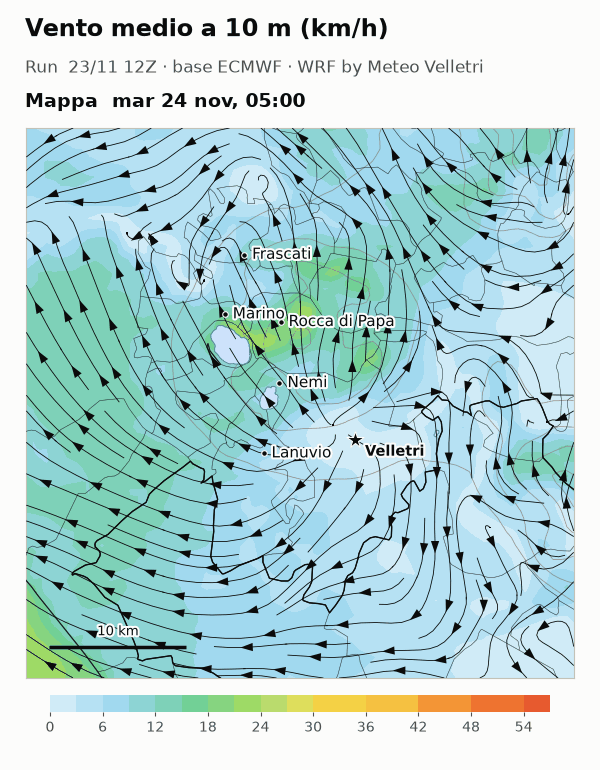 Vento medio a 10 m (km/h)
Run  23/11 12Z · base ECMWF · WRF by Meteo Velletri
Mappa  mar 24 nov, 05:00
Frascati
Marino
Rocca di Papa
Nemi
Velletri
Lanuvio
10 km
0 6 12 18 24 30 36 42 48 54